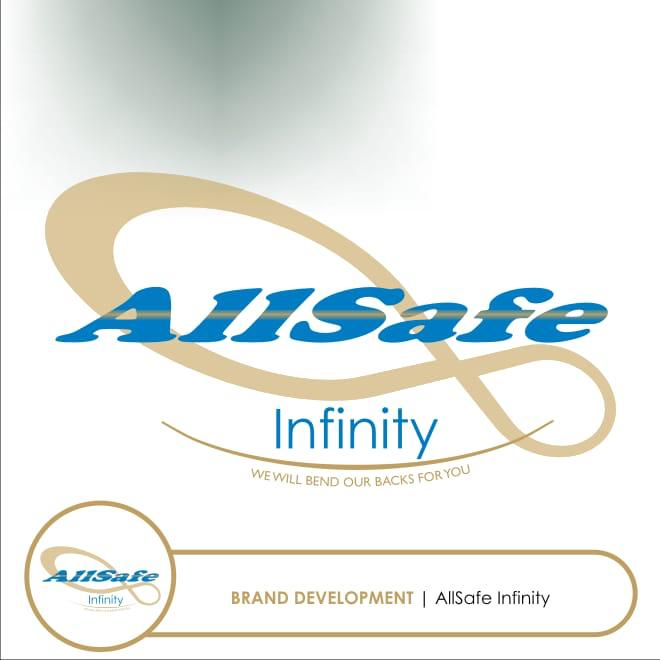 AllSafe
Infinity
WE WILL BEND OUR BACKS FOR YOU
AllSafe
Infinity
BRAND DEVELOPMENT | AllSafe Infinity